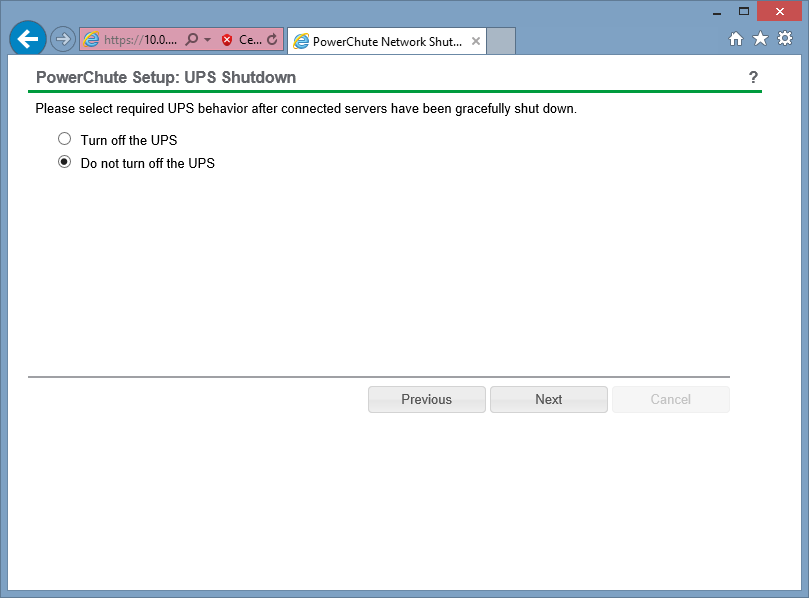 https://10.0.... Ce... PowerChute Network Shut...
PowerChute Setup: UPS Shutdown ?
Please select required UPS behavior after connected servers have been gracefully shut down.
Turn off the UPS
Do not turn off the UPS
Previous Next Cancel